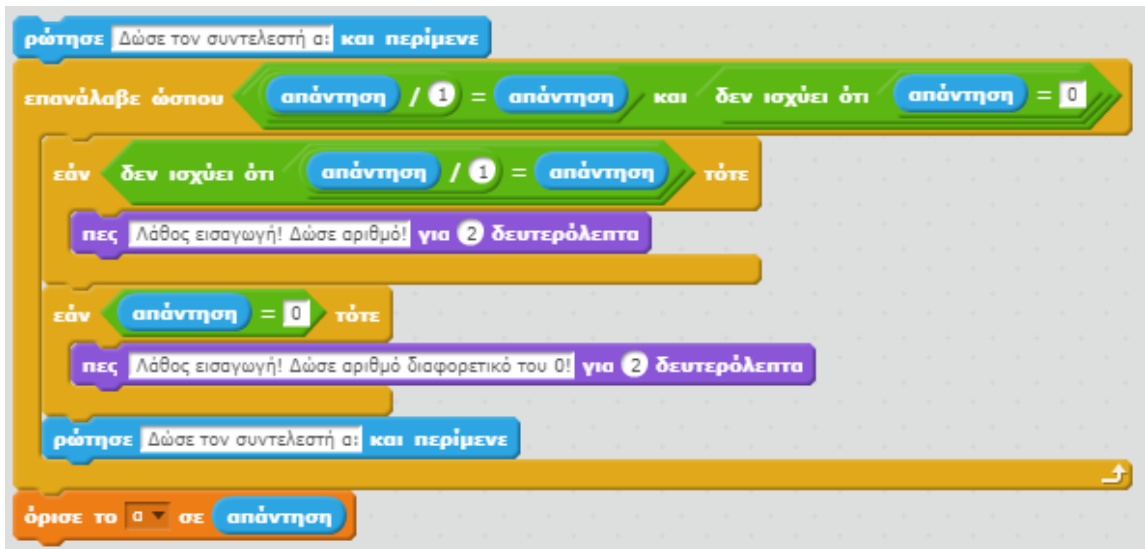 ρώτησε Δώσε τον συντελεστή α: και περίμενε
επανάλαβε ώσπου απάντηση / 1 = απάντηση και δεν ισχύει ότι απάντηση = 0
εάν δεν ισχύει ότι απάντηση / 1 = απάντηση τότε
πες Λάθος εισαγωγή! Δώσε αριθμό! για 2 δευτερόλεπτα
εάν απάντηση = 0 τότε
πες Λάθος εισαγωγή! Δώσε αριθμό διαφορετικό του 0! για 2 δευτερόλεπτα
ρώτησε Δώσε τον συντελεστή α: και περίμενε
όρισε το α σε απάντηση